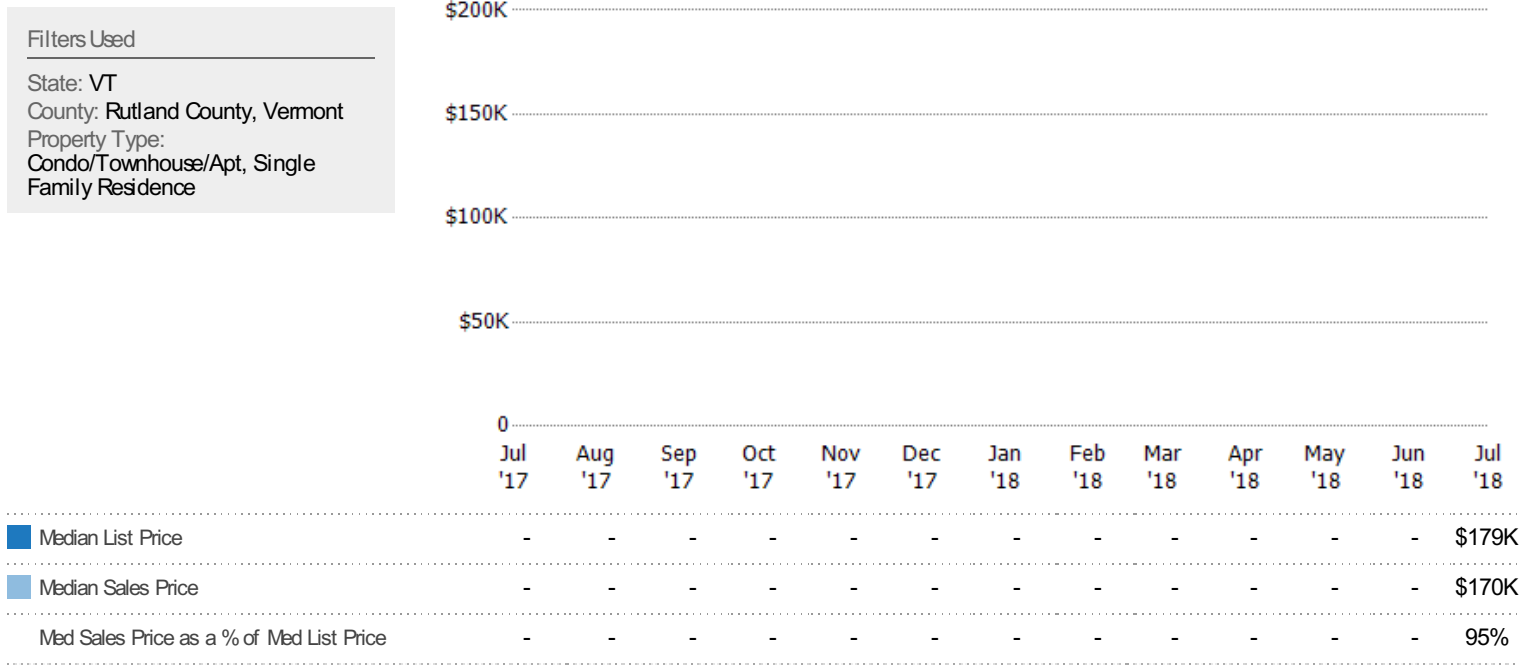 Filters Used
State: VT
County: Rutland County, Vermont
Property Type:
Condo/Townhouse/Apt, Single
Family Residence
$200K
$150K
$100K
$50K
0
Jul Aug Sep Oct Nov Dec Jan Feb Mar Apr May Jun Jul
'17 '17 '17 '17 '17 '17 '18 '18 '18 '18 '18 '18 '18
Median List Price - - - - - - - - - - - - $179K
Median Sales Price - - - - - - - - - - - - $170K
Med Sales Price as a % of Med List Price - - - - - - - - - - - - 95%